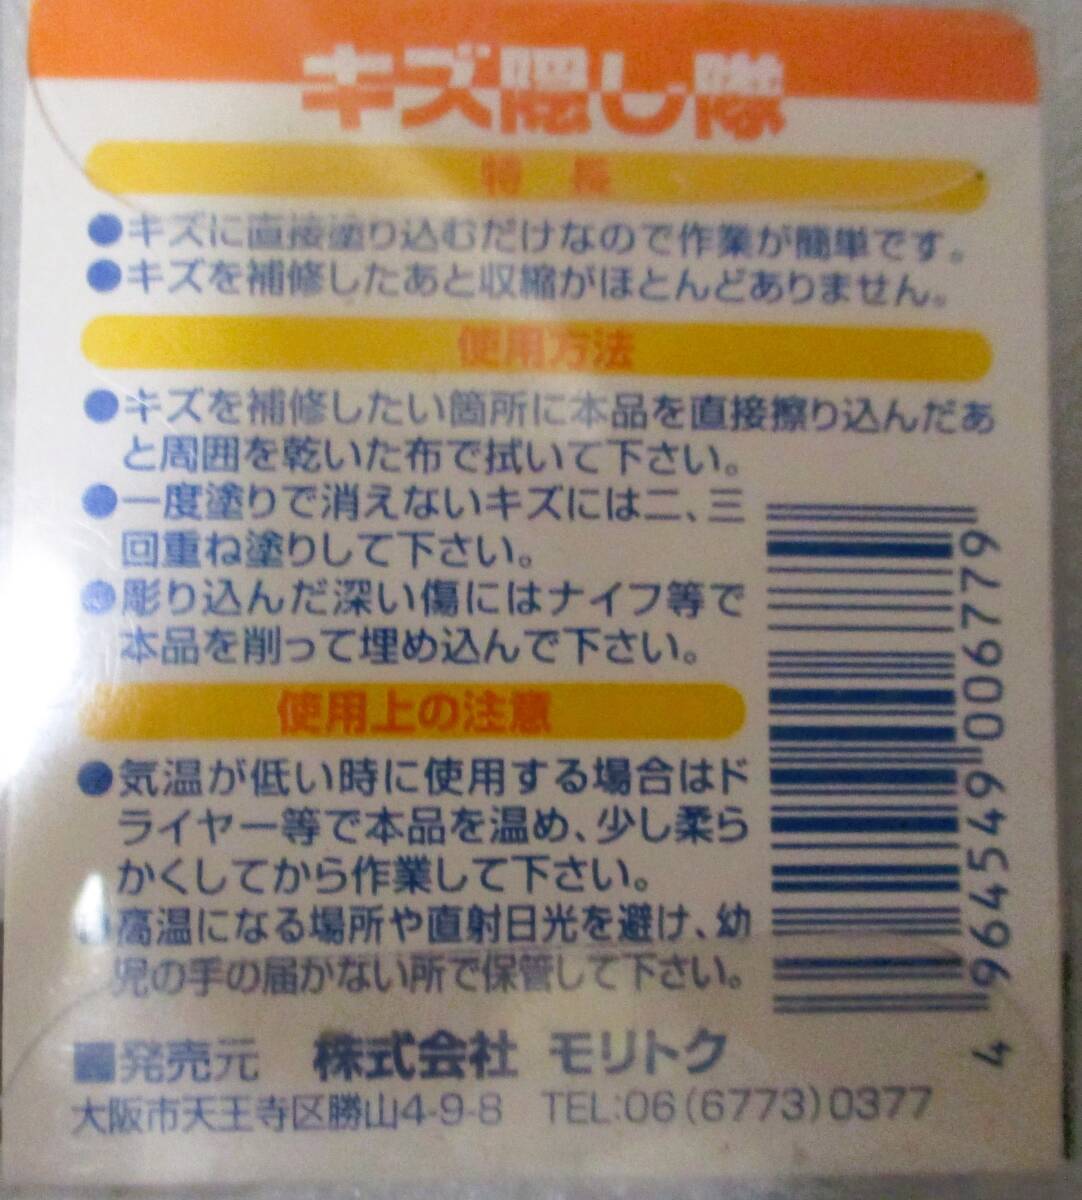 キズ隠し隊
特長
●キズに直接塗り込むだけなので作業が簡単です。
●キズを補修したあと収縮がほとんどありません。
使用方法
●キズを補修したい箇所に本品を直接擦り込んだあ
と周囲を乾いた布で拭いて下さい。
●一度塗りで消えないキズには二、三
回重ね塗りして下さい。
●彫り込んだ深い傷にはナイフ等で
本品を削って埋め込んで下さい。
使用上の注意
●気温が低い時に使用する場合はド
ライヤー等で本品を温め、少し柔ら
かくしてから作業して下さい。
●高温になる場所や直射日光を避け、幼
児の手の届かない所で保管して下さい。
■発売元 株式会社 モリトク
大阪市天王寺区勝山4-9-8 TEL:06(6773)0377
4 964549 006779